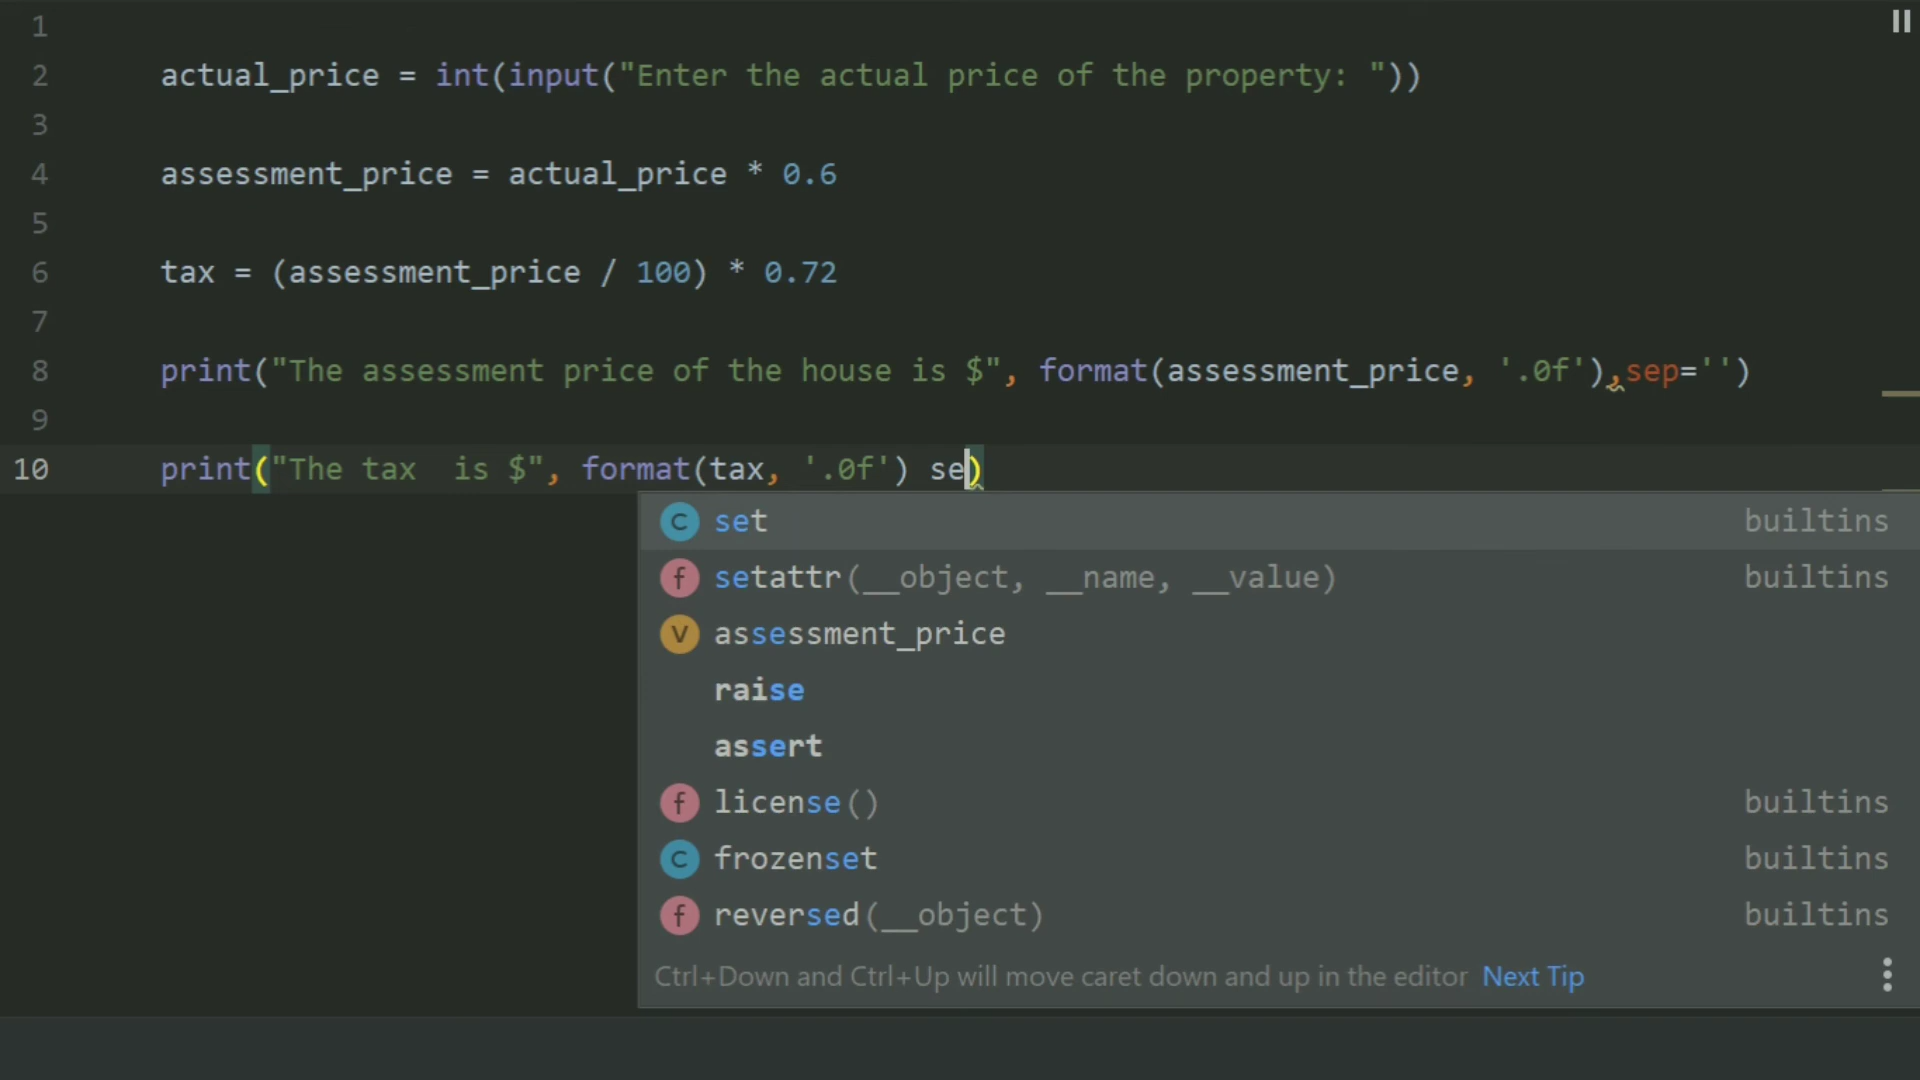 1
2 actual_price = int(input("Enter the actual price of the property: "))
3
4 assessment_price = actual_price * 0.6
5
6 tax = (assessment_price / 100) * 0.72
7
8 print("The assessment price of the house is $", format(assessment_price, '.0f'),sep='')
9
10 print("The tax  is $", format(tax, '.0f') se)
C set builtins
f setattr(__object, __name, __value) builtins
V assessment_price
raise
assert
f license() builtins
C frozenset builtins
f reversed(__object) builtins
Ctrl+Down and Ctrl+Up will move caret down and up in the editor Next Tip